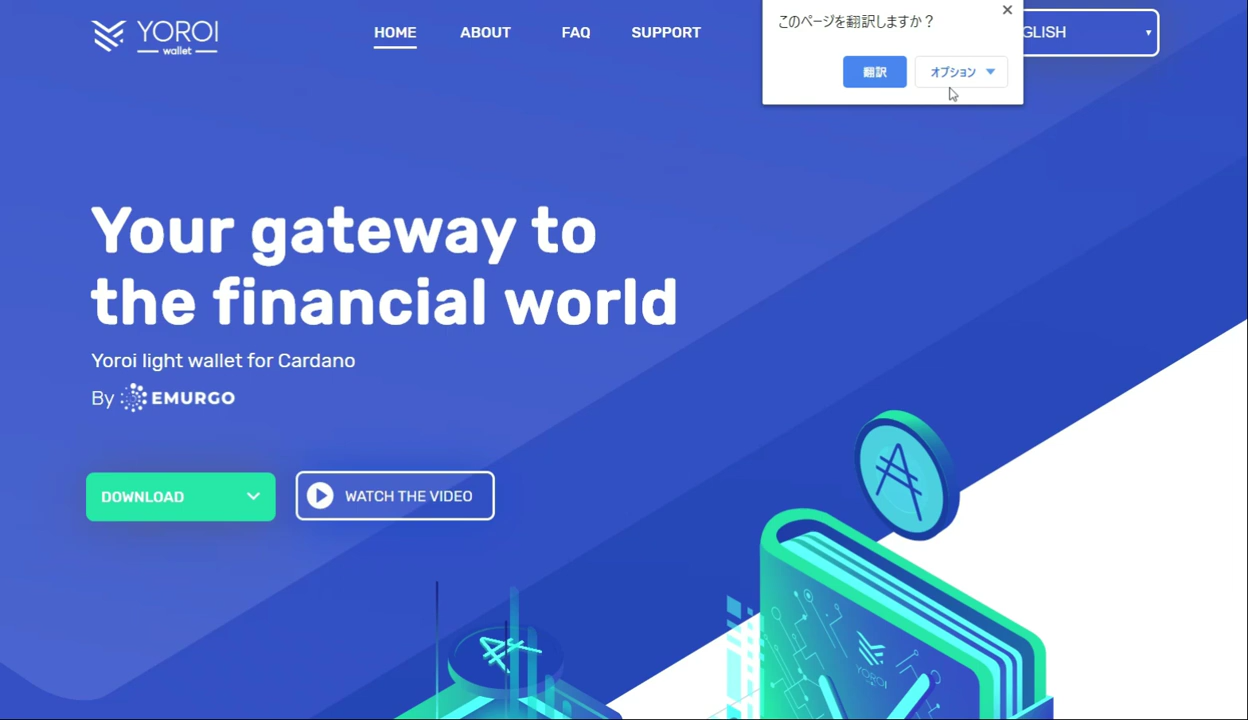 YOROI
wallet
HOME
ABOUT
FAQ
SUPPORT
このページを翻訳しますか？
翻訳
オプション
GLISH
Your gateway to
the financial world
Yoroi light wallet for Cardano
By EMURGO
DOWNLOAD
WATCH THE VIDEO
YOROI